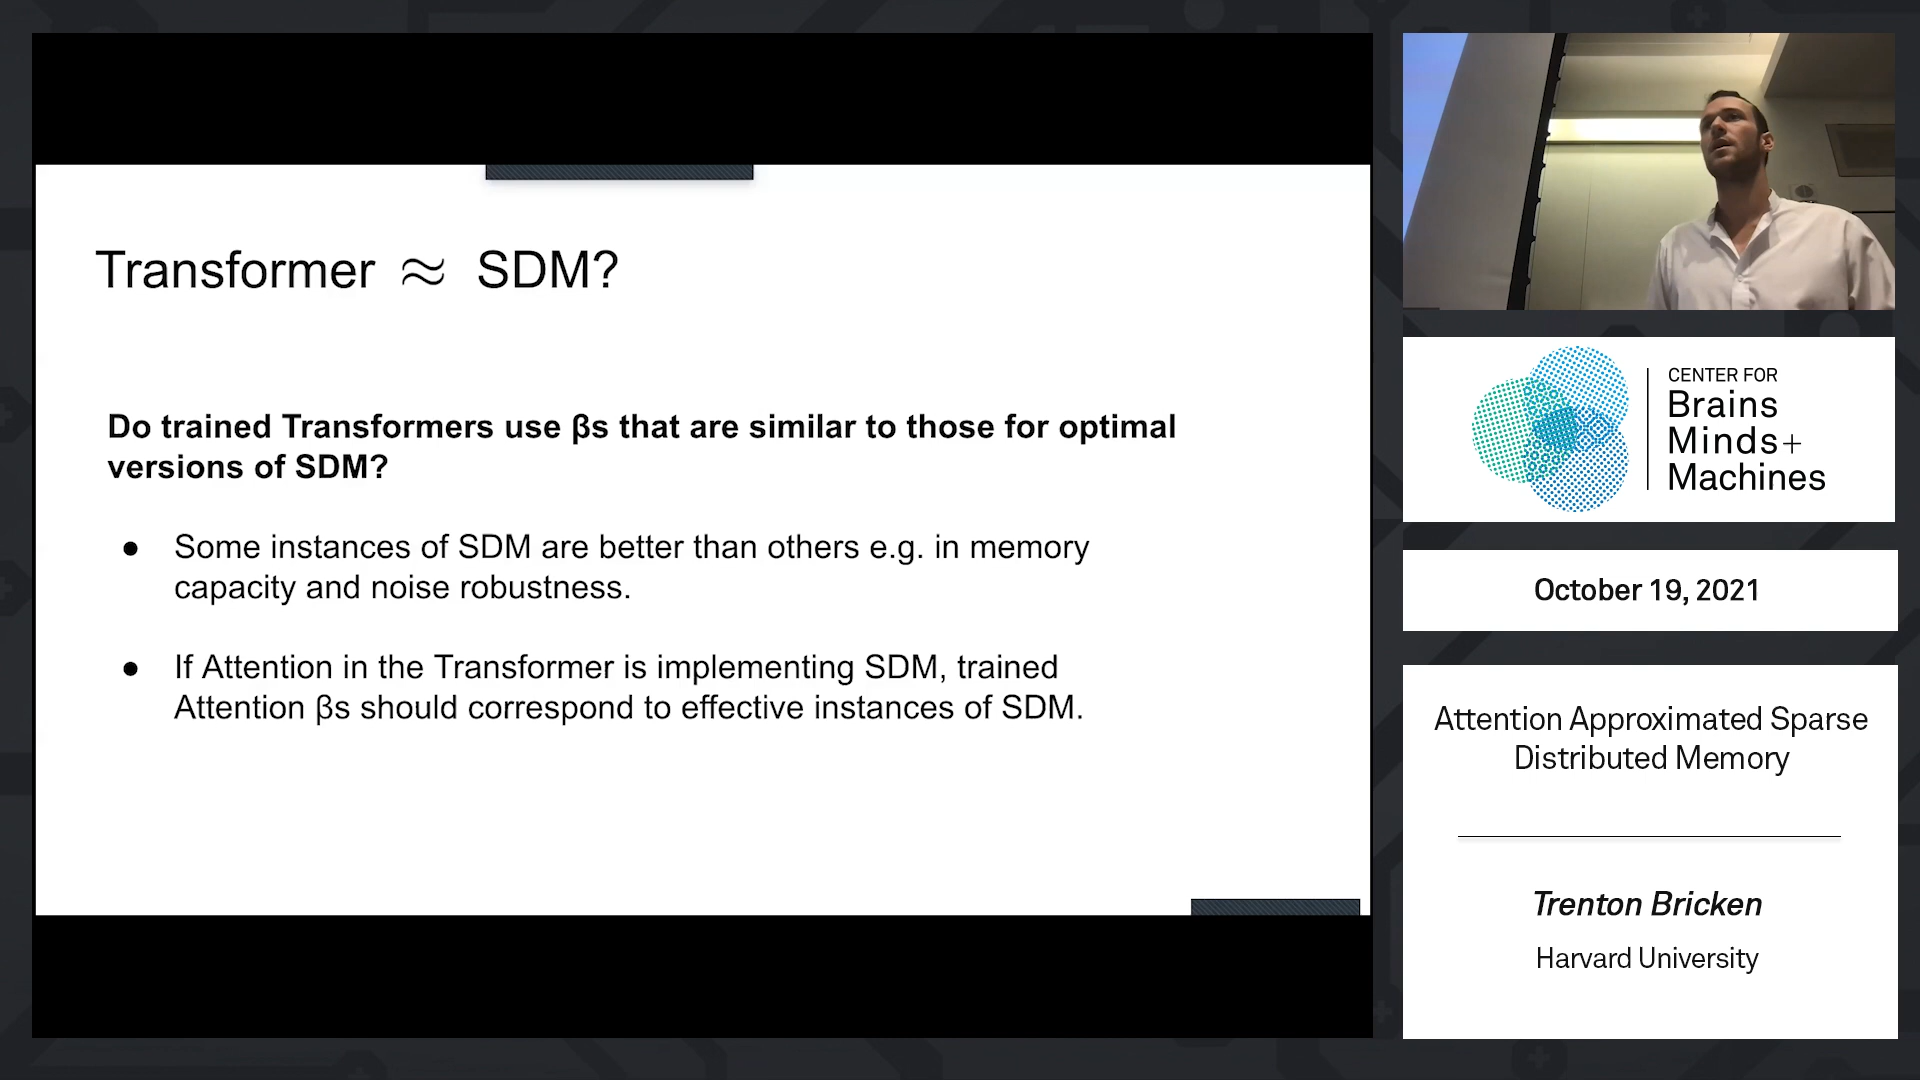 Transformer ≈ SDM?
Do trained Transformers use βs that are similar to those for optimal
versions of SDM?
● Some instances of SDM are better than others e.g. in memory
capacity and noise robustness.
● If Attention in the Transformer is implementing SDM, trained
Attention βs should correspond to effective instances of SDM.
CENTER FOR
Brains
Minds+
Machines
October 19, 2021
Attention Approximated Sparse
Distributed Memory
Trenton Bricken
Harvard University